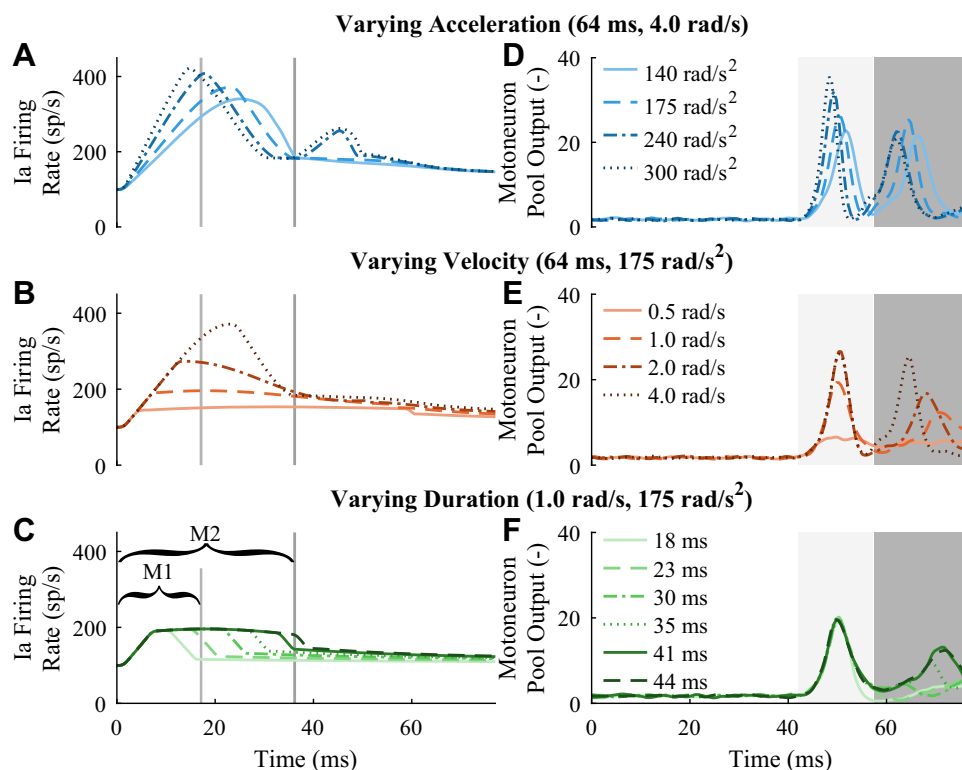 Varying Acceleration (64 ms, 4.0 rad/s)
A
Ia Firing
Rate (sp/s)
400
200
0
D
Motoneuron
Pool Output (-)
40
20
0
140 rad/s²
175 rad/s²
240 rad/s²
300 rad/s²
Varying Velocity (64 ms, 175 rad/s²)
B
Ia Firing
Rate (sp/s)
400
200
0
E
Motoneuron
Pool Output (-)
40
20
0
0.5 rad/s
1.0 rad/s
2.0 rad/s
4.0 rad/s
Varying Duration (1.0 rad/s, 175 rad/s²)
C
Ia Firing
Rate (sp/s)
400
200
0
M2
M1
0 20 40 60
Time (ms)
F
Motoneuron
Pool Output (-)
40
20
0
18 ms
23 ms
30 ms
35 ms
41 ms
44 ms
0 20 40 60
Time (ms)